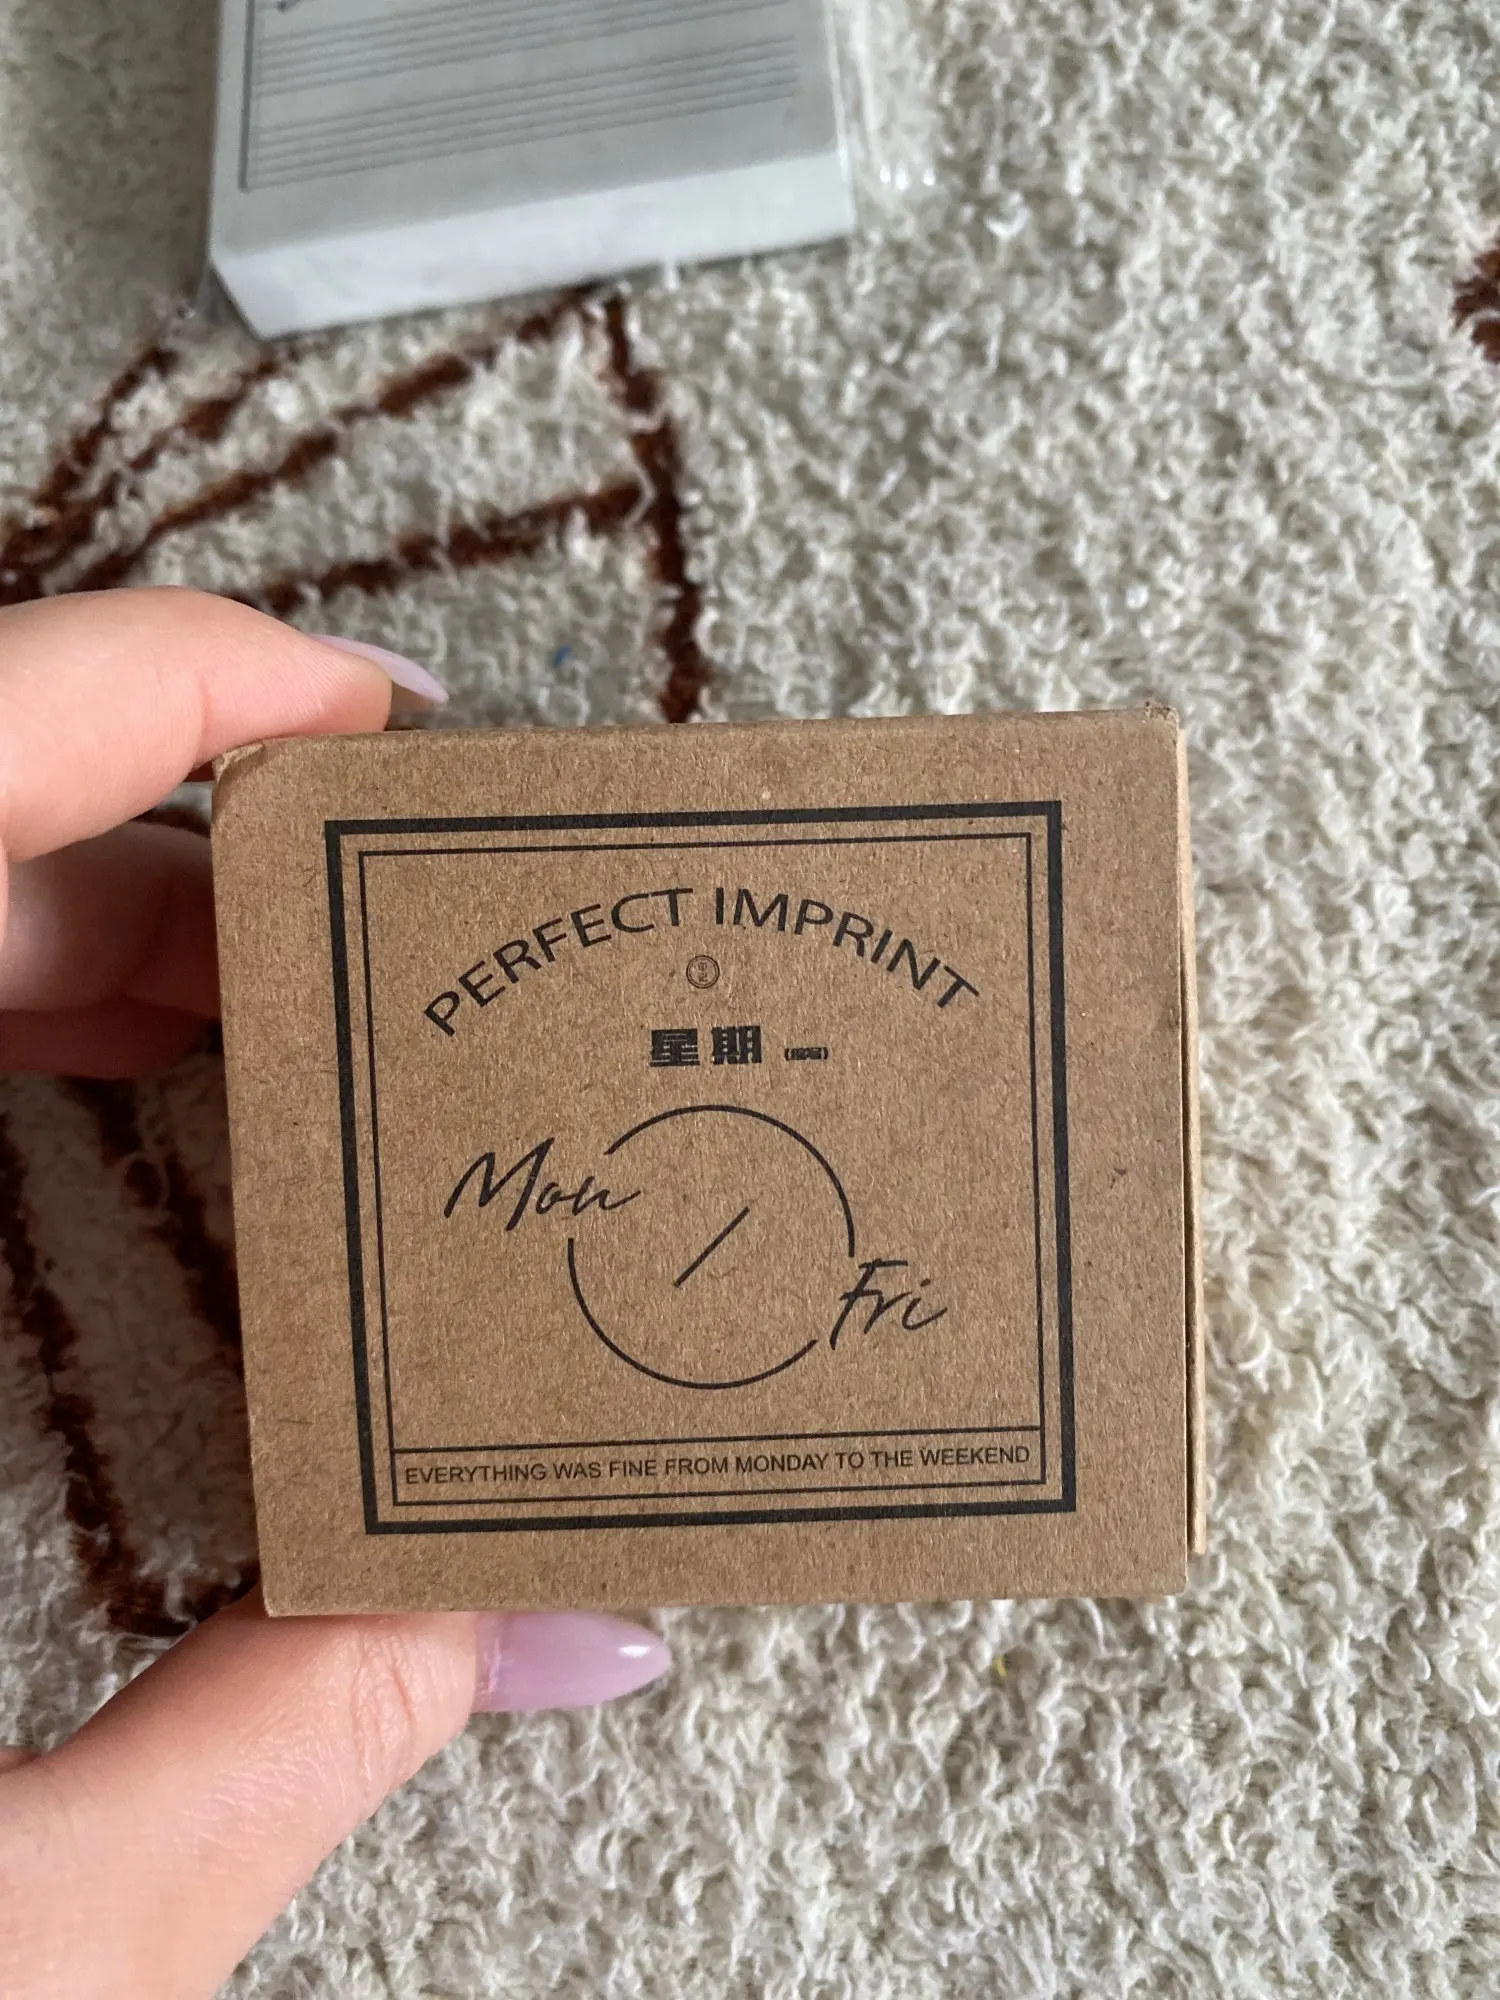 PERFECT IMPRINT
星期
Mon
Fri
EVERYTHING WAS FINE FROM MONDAY TO THE WEEKEND